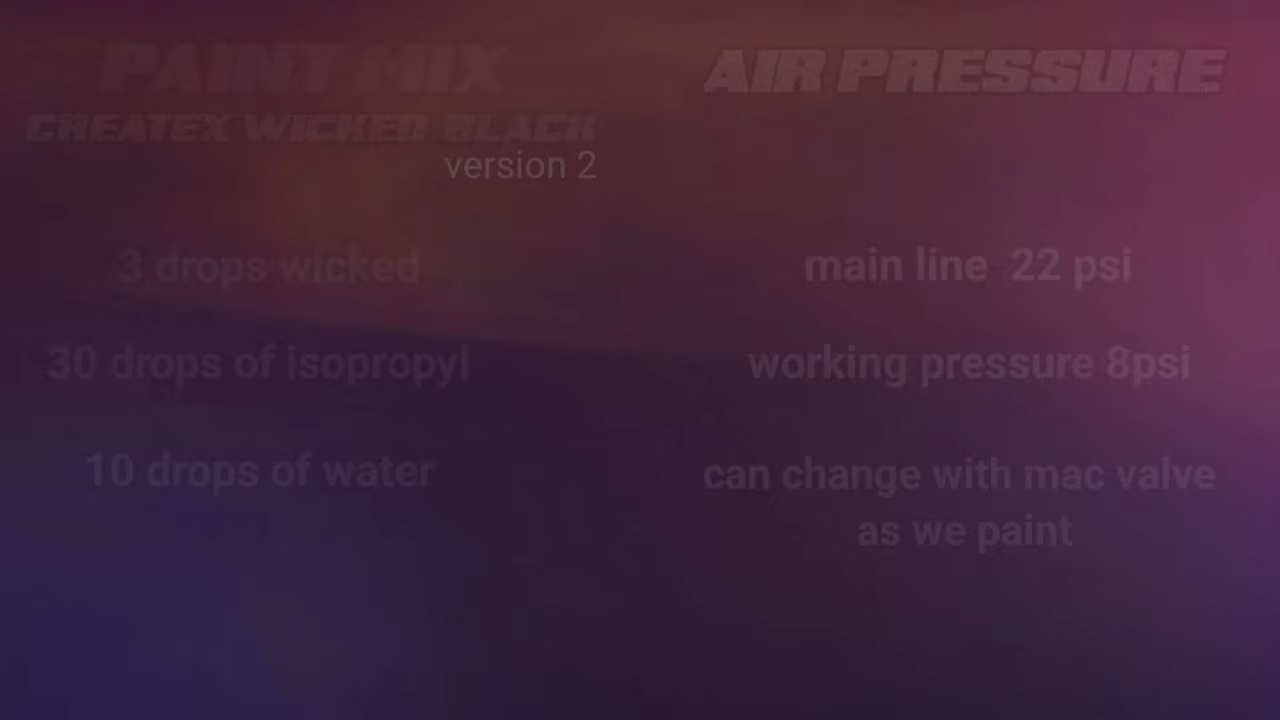 PAINT MIX
CREATEX WICKED BLACK
version 2
3 drops wicked
30 drops of isopropyl
10 drops of water
AIR PRESSURE
main line 22 psi
working pressure 8psi
can change with mac valve
as we paint